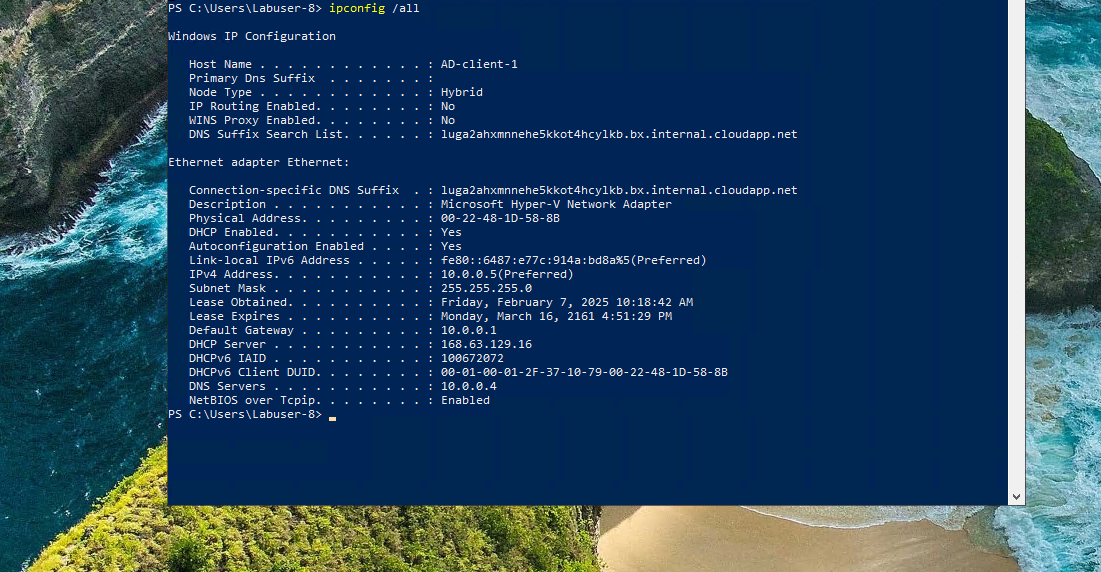 PS C:\Users\Labuser-8> ipconfig /all
Windows IP Configuration
Host Name . . . . . . . . . . . . : AD-client-1
Primary Dns Suffix  . . . . . . . :
Node Type . . . . . . . . . . . . : Hybrid
IP Routing Enabled. . . . . . . . : No
WINS Proxy Enabled. . . . . . . . : No
DNS Suffix Search List. . . . . . : luga2ahxmnnehe5kkot4hcylkb.bx.internal.cloudapp.net
Ethernet adapter Ethernet:
Connection-specific DNS Suffix  . : luga2ahxmnnehe5kkot4hcylkb.bx.internal.cloudapp.net
Description . . . . . . . . . . . : Microsoft Hyper-V Network Adapter
Physical Address. . . . . . . . . : 00-22-48-1D-58-8B
DHCP Enabled. . . . . . . . . . . : Yes
Autoconfiguration Enabled . . . . : Yes
Link-local IPv6 Address . . . . . : fe80::6487:e77c:914a:bd8a%5(Preferred)
IPv4 Address. . . . . . . . . . . : 10.0.0.5(Preferred)
Subnet Mask . . . . . . . . . . . : 255.255.255.0
Lease Obtained. . . . . . . . . . : Friday, February 7, 2025 10:18:42 AM
Lease Expires . . . . . . . . . . : Monday, March 16, 2161 4:51:29 PM
Default Gateway . . . . . . . . . : 10.0.0.1
DHCP Server . . . . . . . . . . . : 168.63.129.16
DHCPv6 IAID . . . . . . . . . . . : 100672072
DHCPv6 Client DUID. . . . . . . . : 00-01-00-01-2F-37-10-79-00-22-48-1D-58-8B
DNS Servers . . . . . . . . . . . : 10.0.0.4
NetBIOS over Tcpip. . . . . . . . : Enabled
PS C:\Users\Labuser-8>